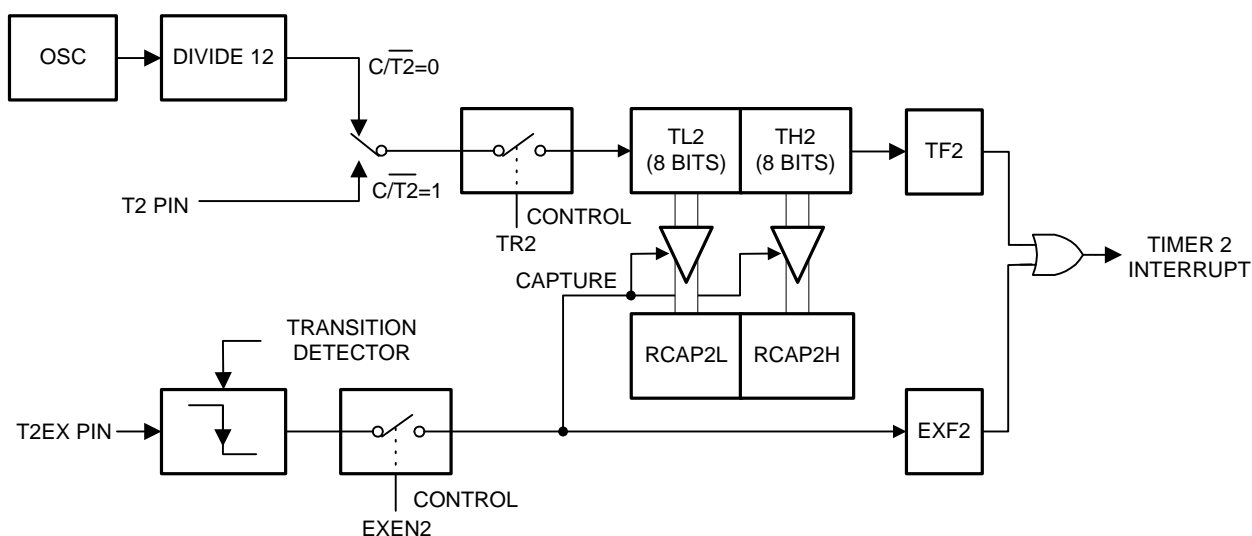 OSC
DIVIDE 12
C/T2=0
TL2
(8 BITS)
TH2
(8 BITS)
TF2
C/T2=1
T2 PIN
CONTROL
TR2
TIMER 2
INTERRUPT
CAPTURE
TRANSITION
DETECTOR
RCAP2L
RCAP2H
T2EX PIN
EXF2
CONTROL
EXEN2